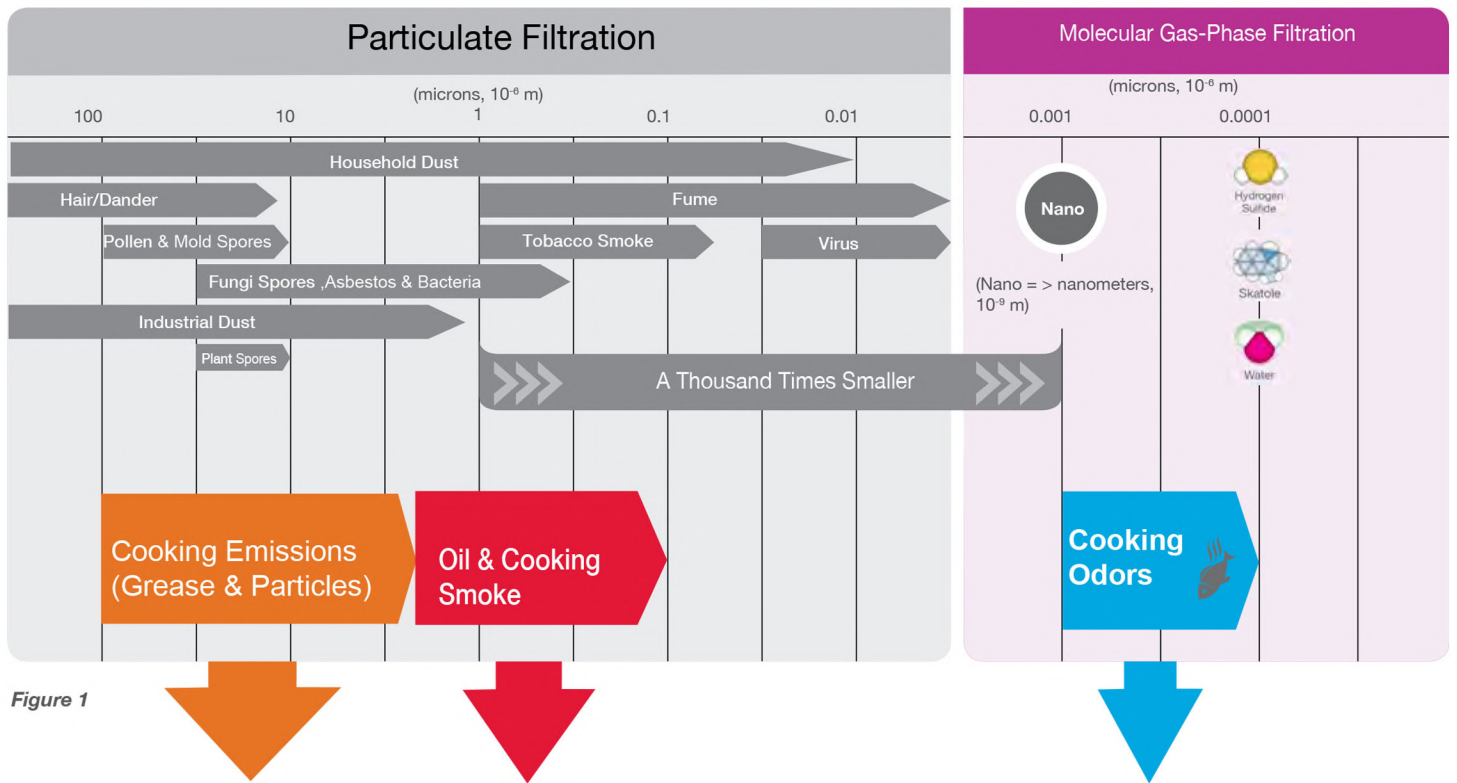 Particulate Filtration
Molecular Gas-Phase Filtration
(microns, 10⁻⁶ m)
100
10
1
0.1
0.01
(microns, 10⁻⁶ m)
0.001
0.0001
Household Dust
Hair/Dander
Fume
Pollen & Mold Spores
Tobacco Smoke
Virus
Fungi Spores ,Asbestos & Bacteria
Industrial Dust
Plant Spores
A Thousand Times Smaller
Nano
(Nano = > nanometers,
10⁻⁹ m)
Hydrogen
Sulfide
Skatole
Water
Cooking Emissions
(Grease & Particles)
Oil & Cooking
Smoke
Cooking
Odors
Figure 1